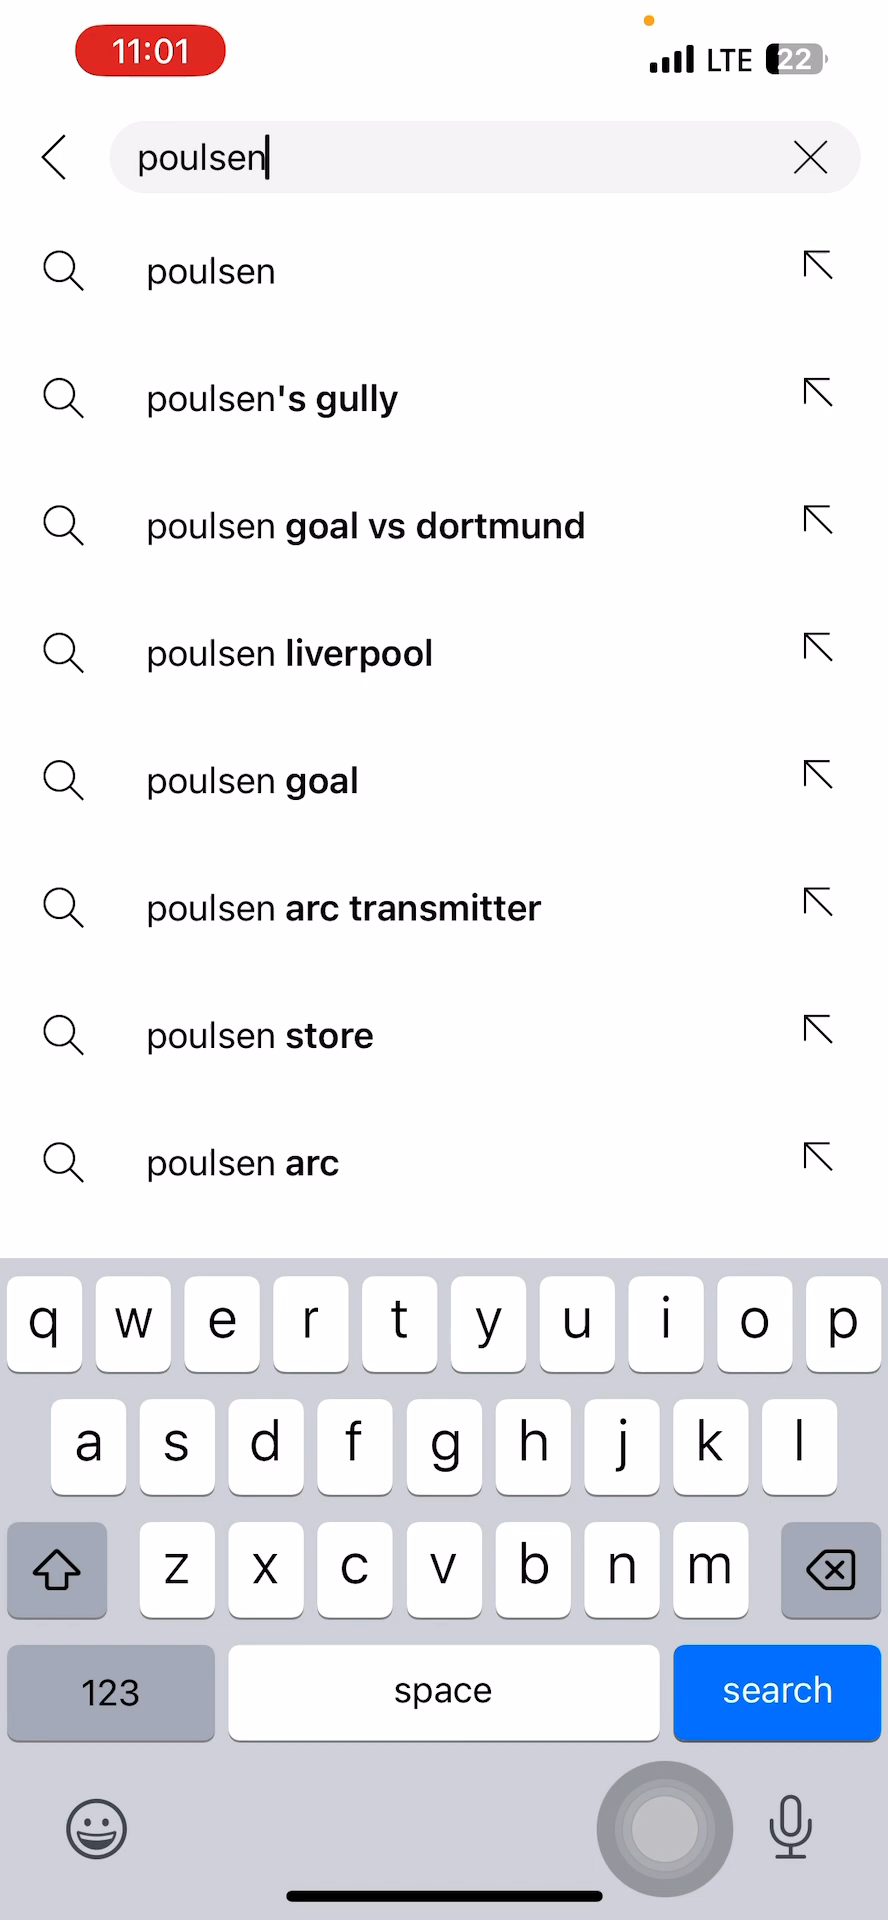 11:01
LTE 22
poulsen
poulsen
poulsen's gully
poulsen goal vs dortmund
poulsen liverpool
poulsen goal
poulsen arc transmitter
poulsen store
poulsen arc
q w e r t y u i o p
a s d f g h j k l
z x c v b n m
123 space search